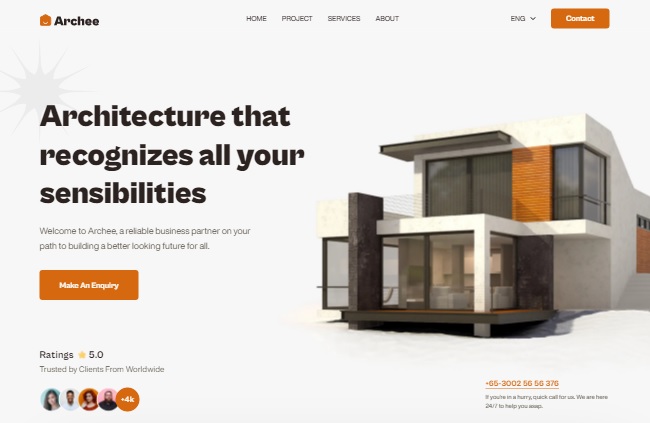 Archee
HOME PROJECT SERVICES ABOUT
ENG
Contact
Architecture that
recognizes all your
sensibilities
Welcome to Archee, a reliable business partner on your
path to building a better looking future for all.
Make An Enquiry
Ratings 5.0
Trusted by Clients From Worldwide
+4k
+65-3002 56 56 376
If you're in a hurry, quick call for us. We are here
24/7 to help you asap.